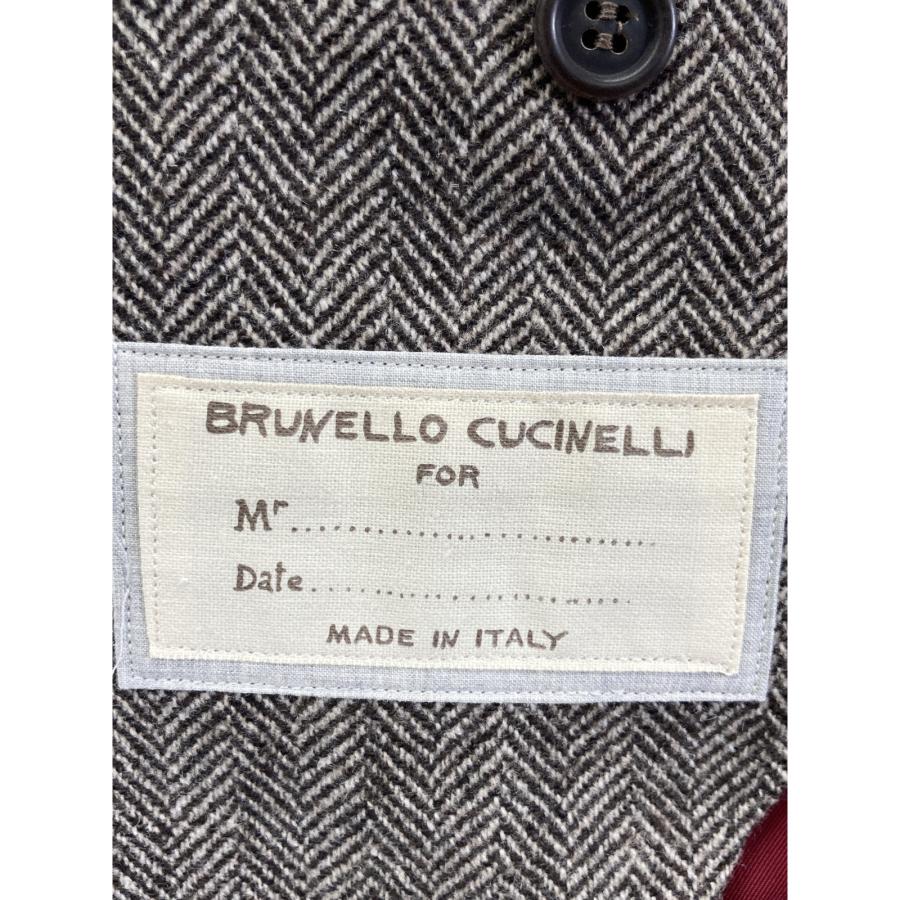 BRUNELLO CUCINELLI
FOR
Mr.......................................
Date...................................
MADE IN ITALY